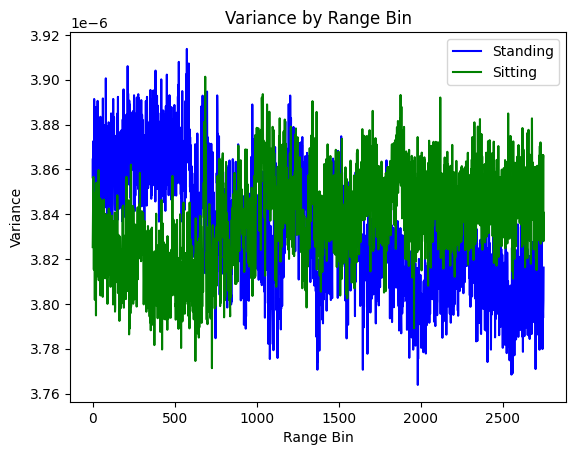 Variance by Range Bin
1e−6
3.92
3.90
3.88
3.86
3.84
3.82
3.80
3.78
3.76
Variance
Standing
Sitting
0 500 1000 1500 2000 2500
Range Bin